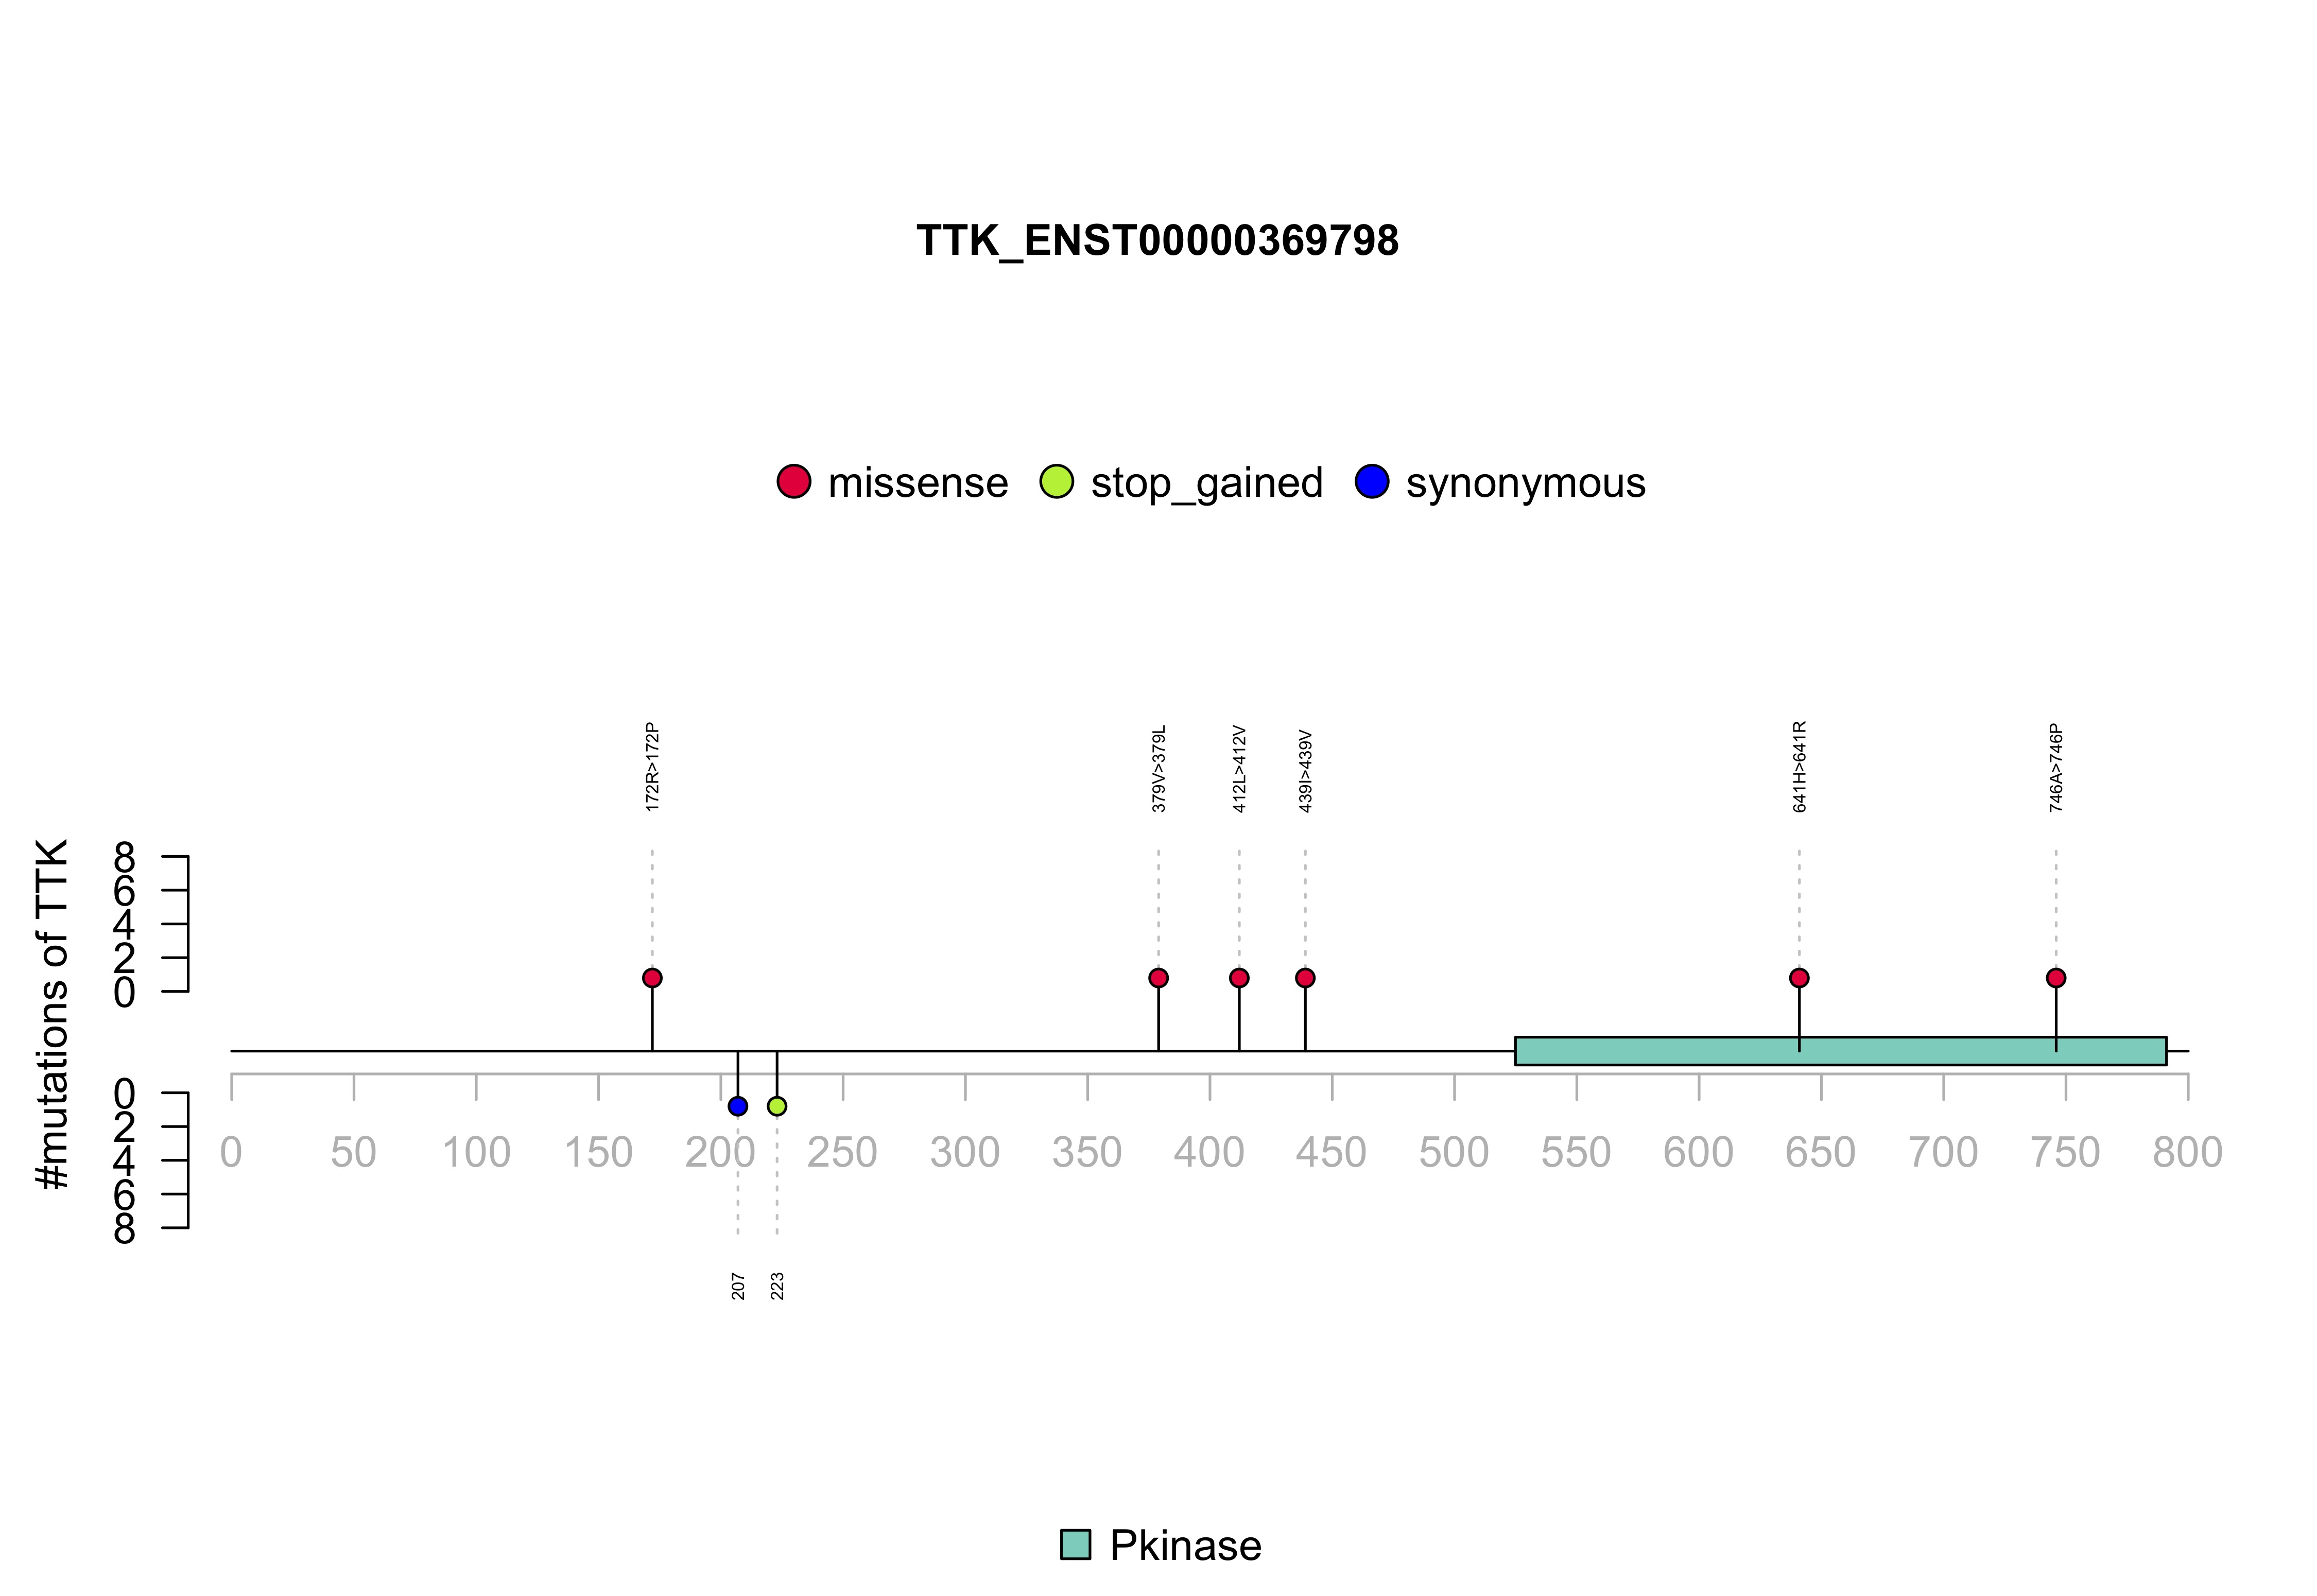 TTK_ENST00000369798
missense stop_gained synonymous
172R>172P 379V>379L 412L>412V 439I>439V 641H>641R 746A>746P
#mutations of TTK
8
6
4
2
0
0
2
4
6
8
0 50 100 150 200 250 300 350 400 450 500 550 600 650 700 750 800
207 223
Pkinase